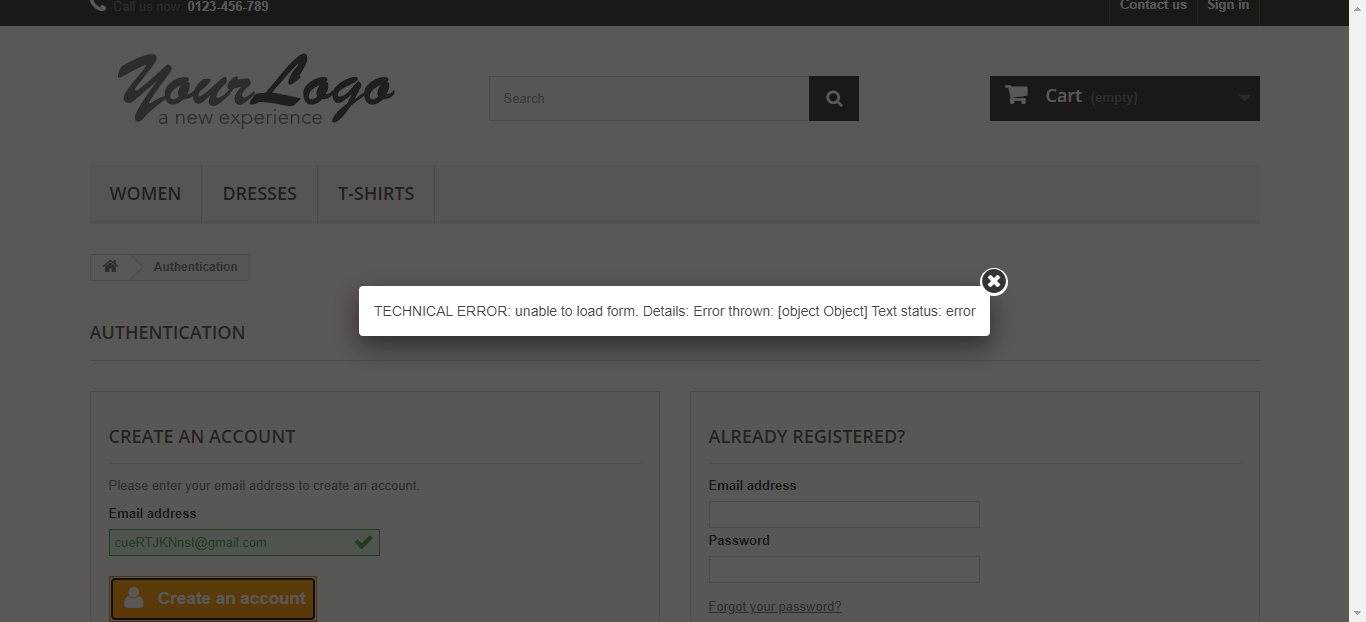 Call us now: 0123-456-789
Contact us
Sign in
YourLogo
a new experience
Search
Cart (empty)
WOMEN
DRESSES
T-SHIRTS
Authentication
TECHNICAL ERROR: unable to load form. Details: Error thrown: [object Object] Text status: error
AUTHENTICATION
CREATE AN ACCOUNT
Please enter your email address to create an account.
Email address
cueRTJKNnsI@gmail.com
Create an account
ALREADY REGISTERED?
Email address
Password
Forgot your password?